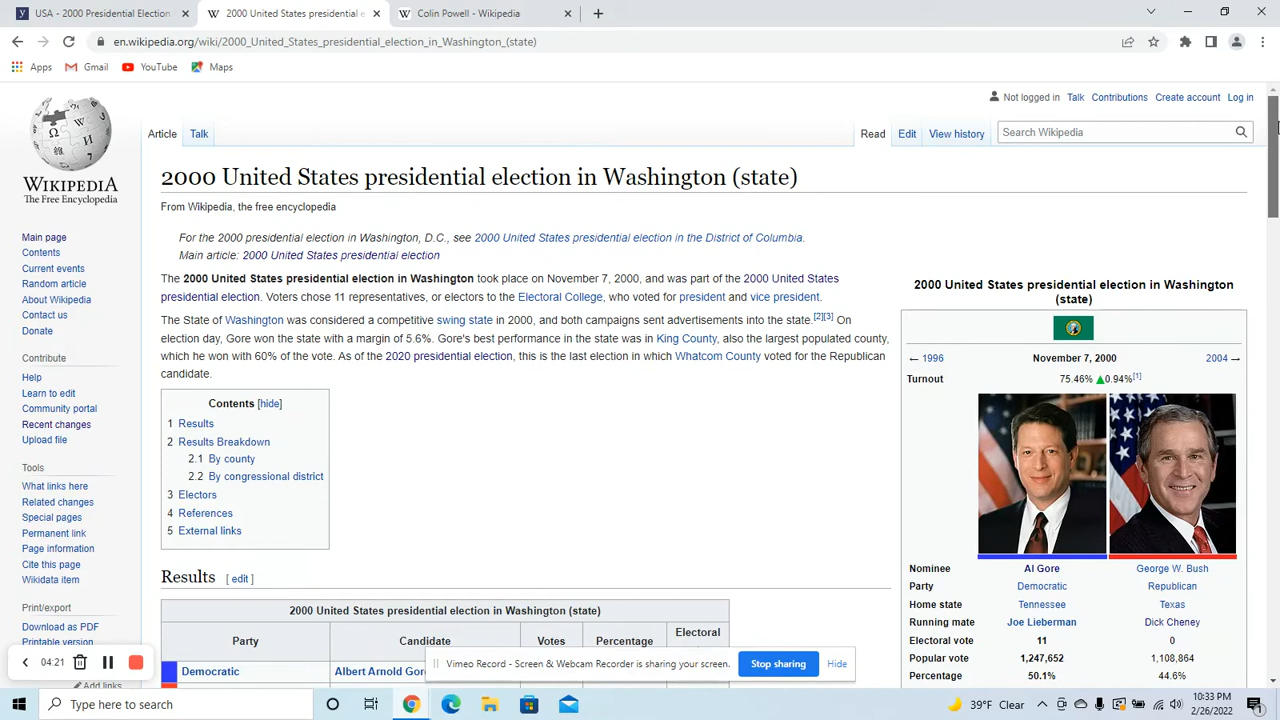 USA - 2000 Presidential Election
2000 United States presidential e
Colin Powell - Wikipedia
en.wikipedia.org/wiki/2000_United_States_presidential_election_in_Washington_(state)
Apps
Gmail
YouTube
Maps
Not logged in
Talk
Contributions
Create account
Log in
Article
Talk
Read
Edit
View history
Search Wikipedia
WIKIPEDIA
The Free Encyclopedia
Main page
Contents
Current events
Random article
About Wikipedia
Contact us
Donate
Contribute
Help
Learn to edit
Community portal
Recent changes
Upload file
Tools
What links here
Related changes
Special pages
Permanent link
Page information
Cite this page
Wikidata item
Print/export
Download as PDF
Printable version
Add links
2000 United States presidential election in Washington (state)
From Wikipedia, the free encyclopedia
For the 2000 presidential election in Washington, D.C., see 2000 United States presidential election in the District of Columbia.
Main article: 2000 United States presidential election
The 2000 United States presidential election in Washington took place on November 7, 2000, and was part of the 2000 United States
presidential election. Voters chose 11 representatives, or electors to the Electoral College, who voted for president and vice president.
The State of Washington was considered a competitive swing state in 2000, and both campaigns sent advertisements into the state.[2][3] On
election day, Gore won the state with a margin of 5.6%. Gore's best performance in the state was in King County, also the largest populated county,
which he won with 60% of the vote. As of the 2020 presidential election, this is the last election in which Whatcom County voted for the Republican
candidate.
Contents [hide]
1 Results
2 Results Breakdown
2.1 By county
2.2 By congressional district
3 Electors
4 References
5 External links
Results [ edit ]
2000 United States presidential election in Washington (state)
Party
Candidate
Votes
Percentage
Electoral
Democratic
Albert Arnold Gor
2000 United States presidential election in Washington
(state)
← 1996
November 7, 2000
2004 →
Turnout
75.46% ▲0.94%[1]
Nominee
Al Gore
George W. Bush
Party
Democratic
Republican
Home state
Tennessee
Texas
Running mate
Joe Lieberman
Dick Cheney
Electoral vote
11
0
Popular vote
1,247,652
1,108,864
Percentage
50.1%
44.6%
04:21
Vimeo Record - Screen & Webcam Recorder is sharing your screen.
Stop sharing
Hide
Type here to search
39°F Clear
10:33 PM
2/26/2022
1